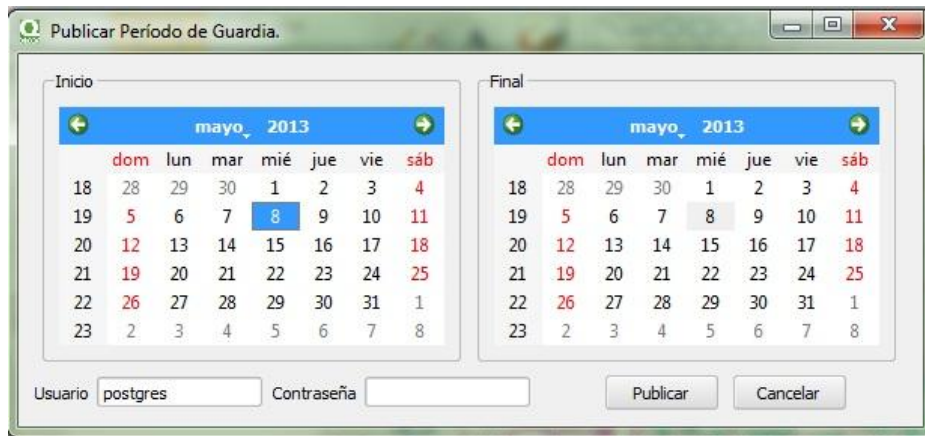 Publicar Período de Guardia.
Inicio
mayo 2013
dom lun mar mié jue vie sáb
18 28 29 30 1 2 3 4
19 5 6 7 8 9 10 11
20 12 13 14 15 16 17 18
21 19 20 21 22 23 24 25
22 26 27 28 29 30 31 1
23 2 3 4 5 6 7 8
Final
mayo 2013
dom lun mar mié jue vie sáb
18 28 29 30 1 2 3 4
19 5 6 7 8 9 10 11
20 12 13 14 15 16 17 18
21 19 20 21 22 23 24 25
22 26 27 28 29 30 31 1
23 2 3 4 5 6 7 8
Usuario postgres Contraseña Publicar Cancelar